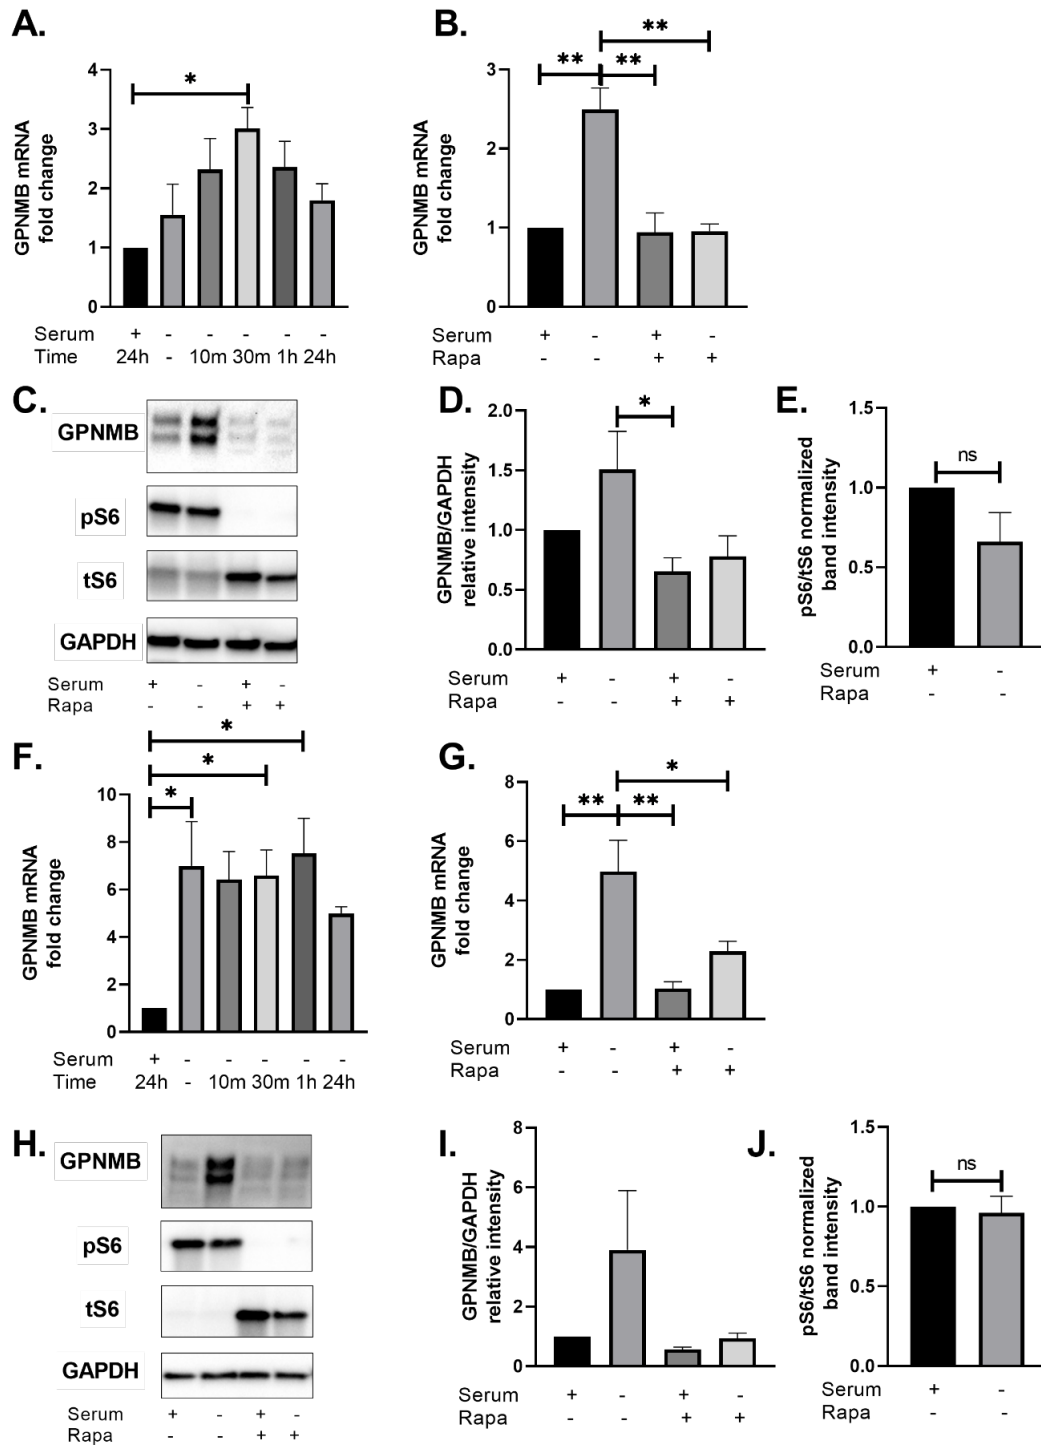 A.
GPNMB mRNA
fold change
4
3
2
1
0
*
Serum + - - - - -
Time 24h - 10m 30m 1h 24h
B.
GPNMB mRNA
fold change
3
2
1
0
**
** **
Serum + - + -
Rapa - - + +
C.
GPNMB
pS6
tS6
GAPDH
Serum + - + -
Rapa - - + +
D.
GPNMB/GAPDH
relative intensity
2.0
1.5
1.0
0.5
0.0
*
Serum + - + -
Rapa - - + +
E.
pS6/tS6 normalized
band intensity
1.5
1.0
0.5
0.0
ns
Serum + -
Rapa - -
F.
GPNMB mRNA
fold change
10
8
6
4
2
0
*
*
*
Serum + - - - - -
Time 24h - 10m 30m 1h 24h
G.
GPNMB mRNA
fold change
8
6
4
2
0
*
** **
Serum + - + -
Rapa - - + +
H.
GPNMB
pS6
tS6
GAPDH
Serum + - + -
Rapa - - + +
I.
GPNMB/GAPDH
relative intensity
8
6
4
2
0
Serum + - + -
Rapa - - + +
J.
pS6/tS6 normalized
band intensity
1.5
1.0
0.5
0.0
ns
Serum + -
Rapa - -